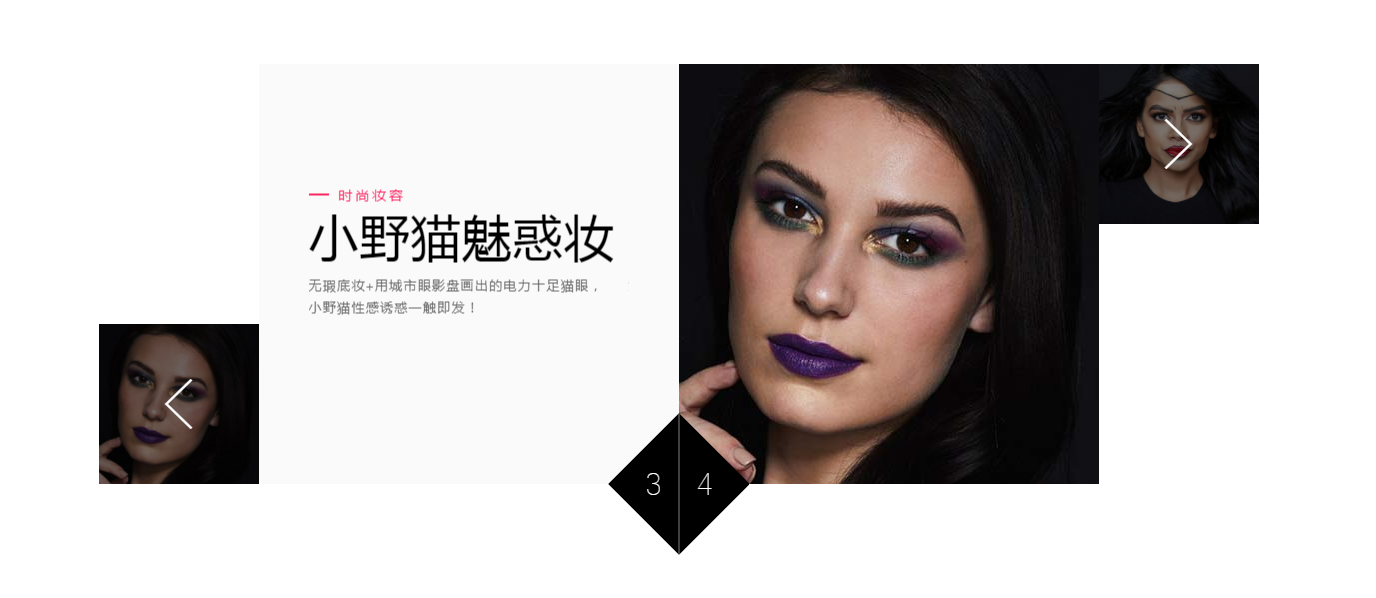 时尚妆容
小野猫魅惑妆
无瑕底妆+用城市眼影盘画出的电力十足猫眼，
小野猫性感诱惑一触即发！
3 4